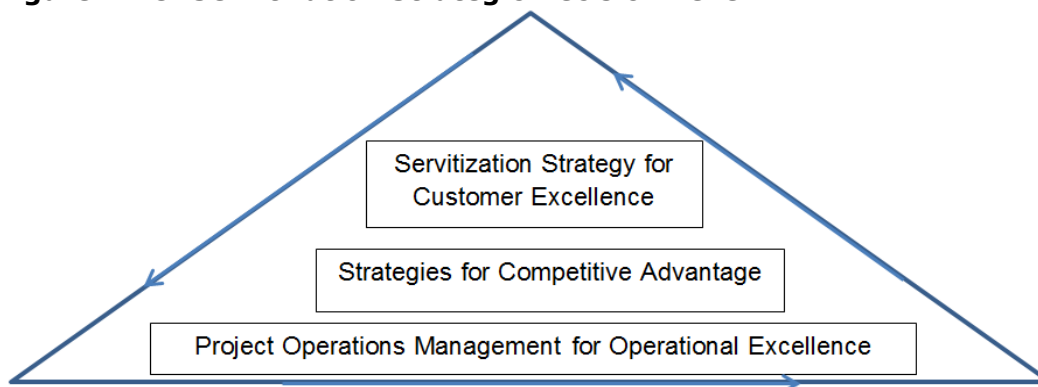 Servitization Strategy for
Customer Excellence
Strategies for Competitive Advantage
Project Operations Management for Operational Excellence